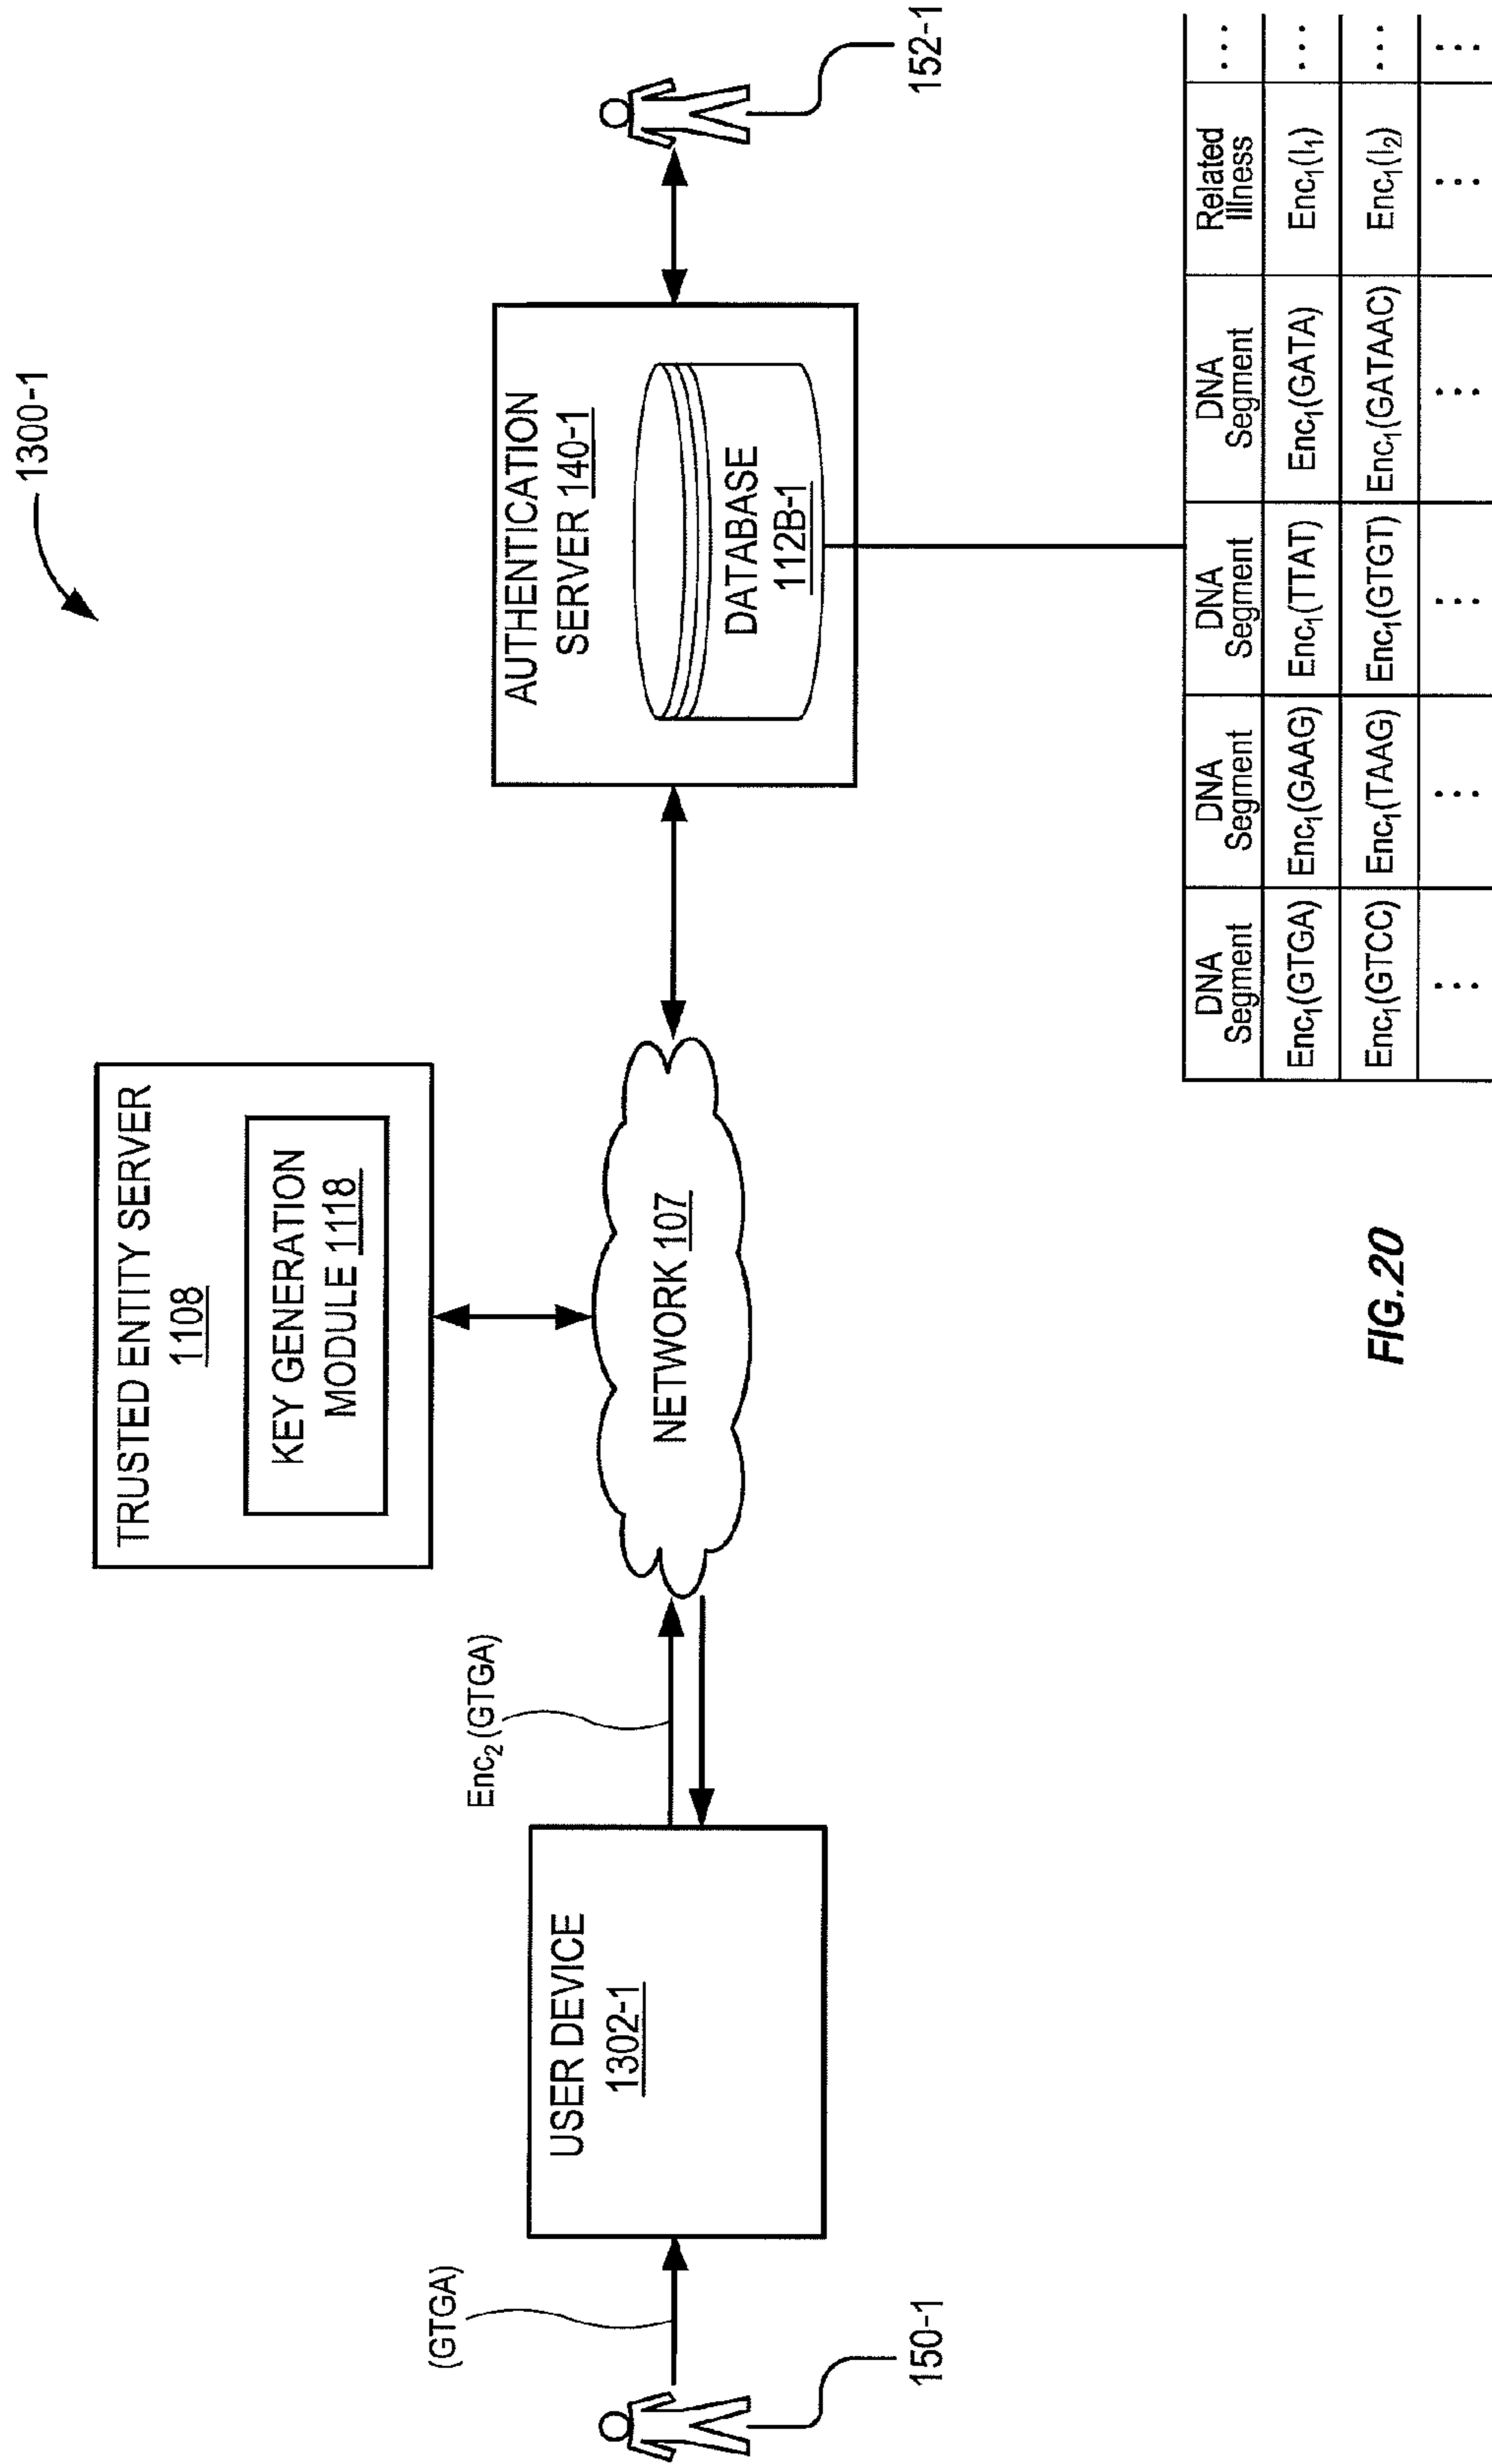 1300-1
TRUSTED ENTITY SERVER
1108
KEY GENERATION
MODULE 1118
(GTGA)
150-1
USER DEVICE
1302-1
Enc₂(GTGA)
NETWORK 107
AUTHENTICATION
SERVER 140-1
DATABASE
112B-1
152-1
DNA Segment DNA Segment DNA Segment DNA Segment Related Illness ...
Enc₁(GTGA) Enc₁(GAAG) Enc₁(TTAT) Enc₁(GATA) Enc₁(I₁) ...
Enc₁(GTCC) Enc₁(TAAG) Enc₁(GTGT) Enc₁(GATAAC) Enc₁(I₂) ...
... ... ... ... ... ...
FIG.20